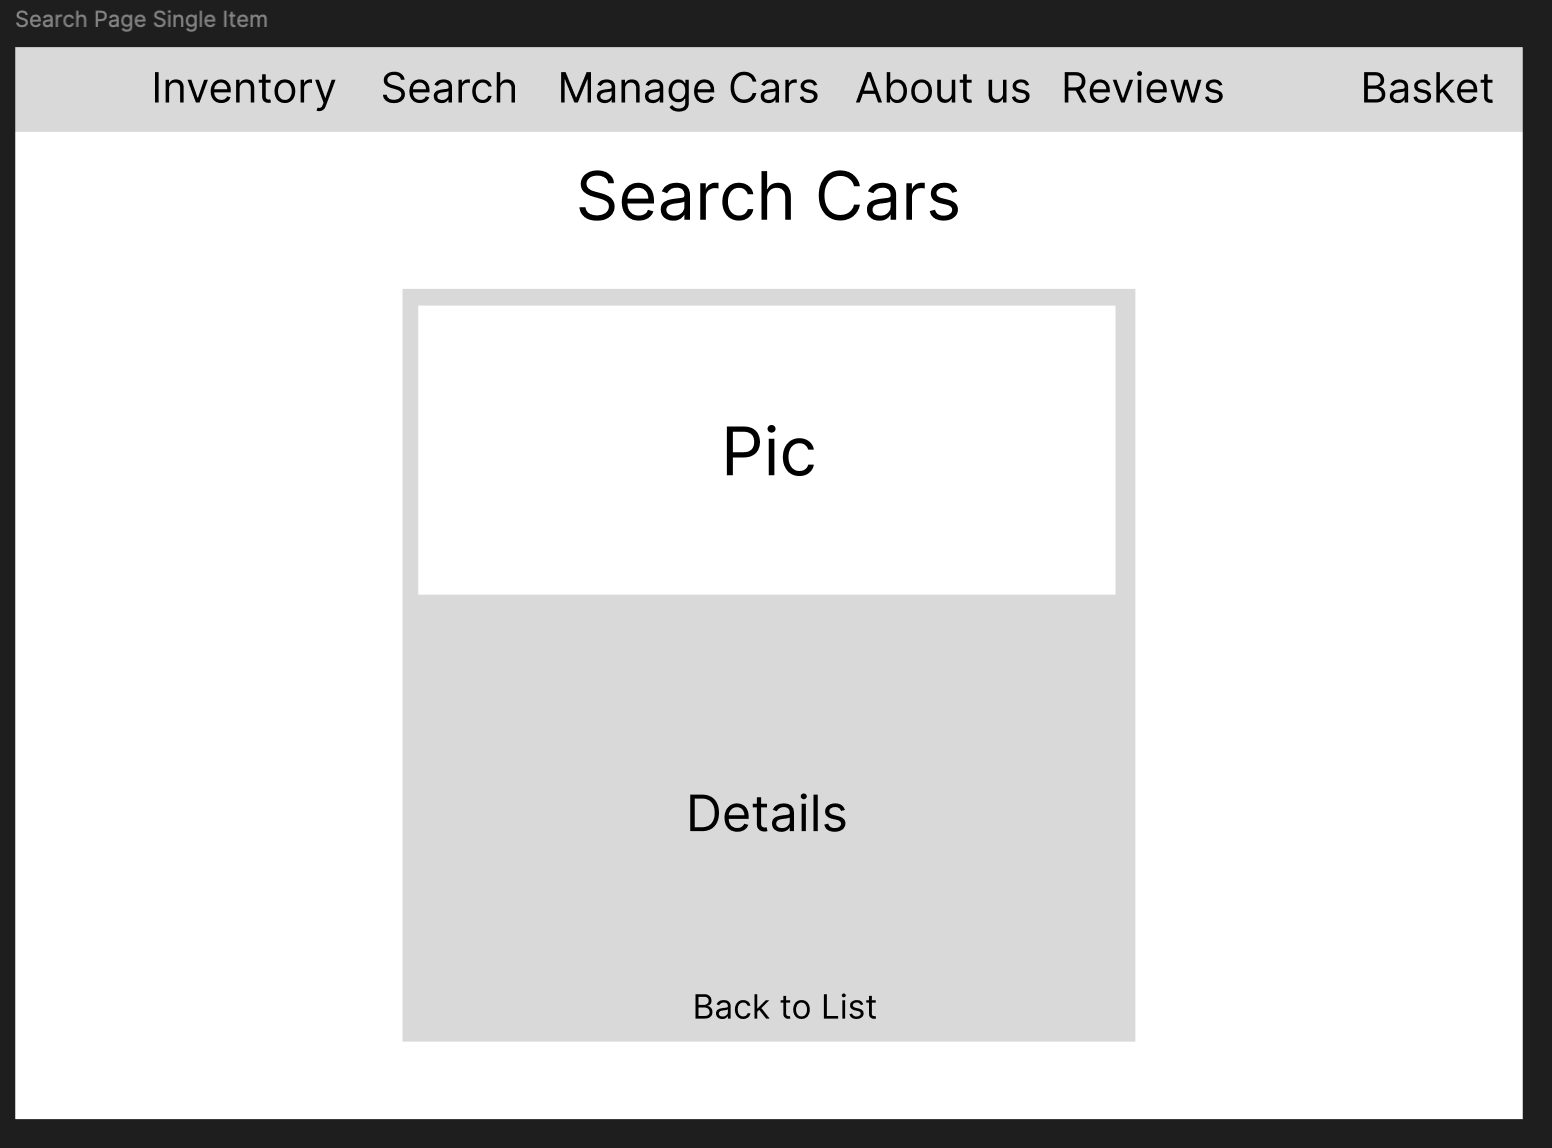 Search Page Single Item
Inventory Search Manage Cars About us Reviews Basket
Search Cars
Pic
Details
Back to List